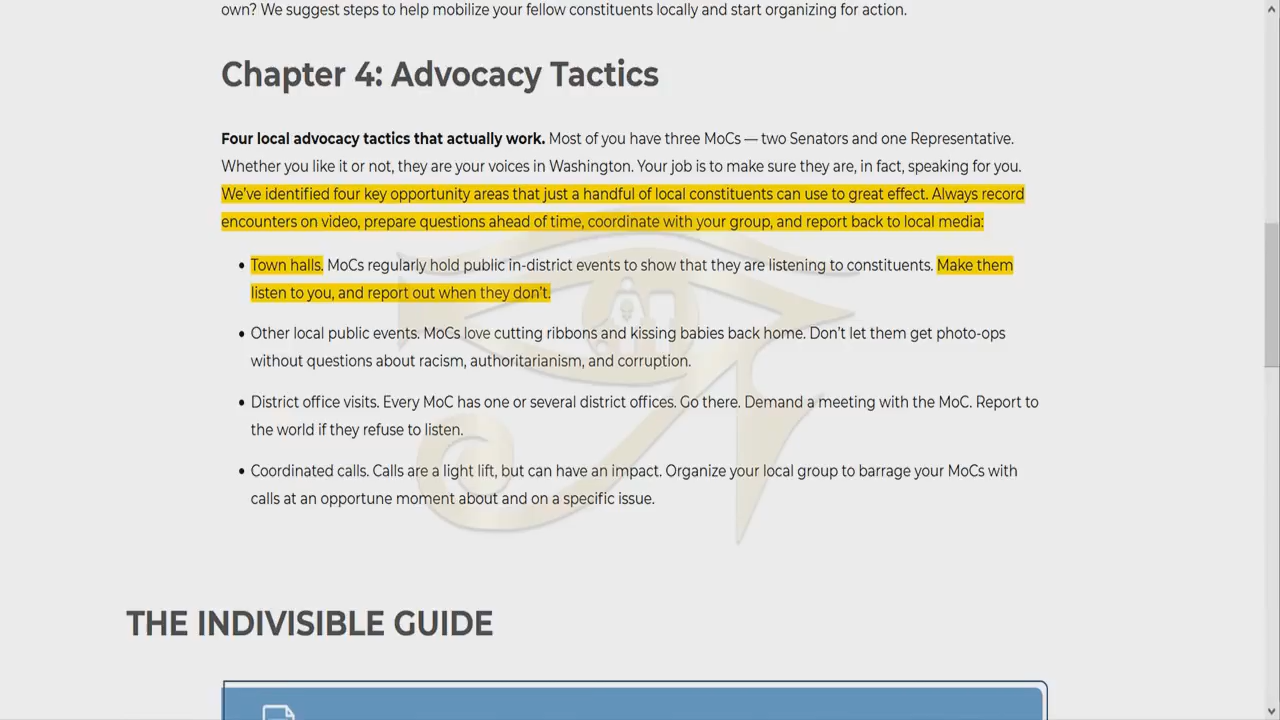 own? We suggest steps to help mobilize your fellow constituents locally and start organizing for action.
Chapter 4: Advocacy Tactics
Four local advocacy tactics that actually work. Most of you have three MoCs — two Senators and one Representative.
Whether you like it or not, they are your voices in Washington. Your job is to make sure they are, in fact, speaking for you.
We've identified four key opportunity areas that just a handful of local constituents can use to great effect. Always record
encounters on video, prepare questions ahead of time, coordinate with your group, and report back to local media:
• Town halls. MoCs regularly hold public in-district events to show that they are listening to constituents. Make them
listen to you, and report out when they don't.
• Other local public events. MoCs love cutting ribbons and kissing babies back home. Don't let them get photo-ops
without questions about racism, authoritarianism, and corruption.
• District office visits. Every MoC has one or several district offices. Go there. Demand a meeting with the MoC. Report to
the world if they refuse to listen.
• Coordinated calls. Calls are a light lift, but can have an impact. Organize your local group to barrage your MoCs with
calls at an opportune moment about and on a specific issue.
THE INDIVISIBLE GUIDE